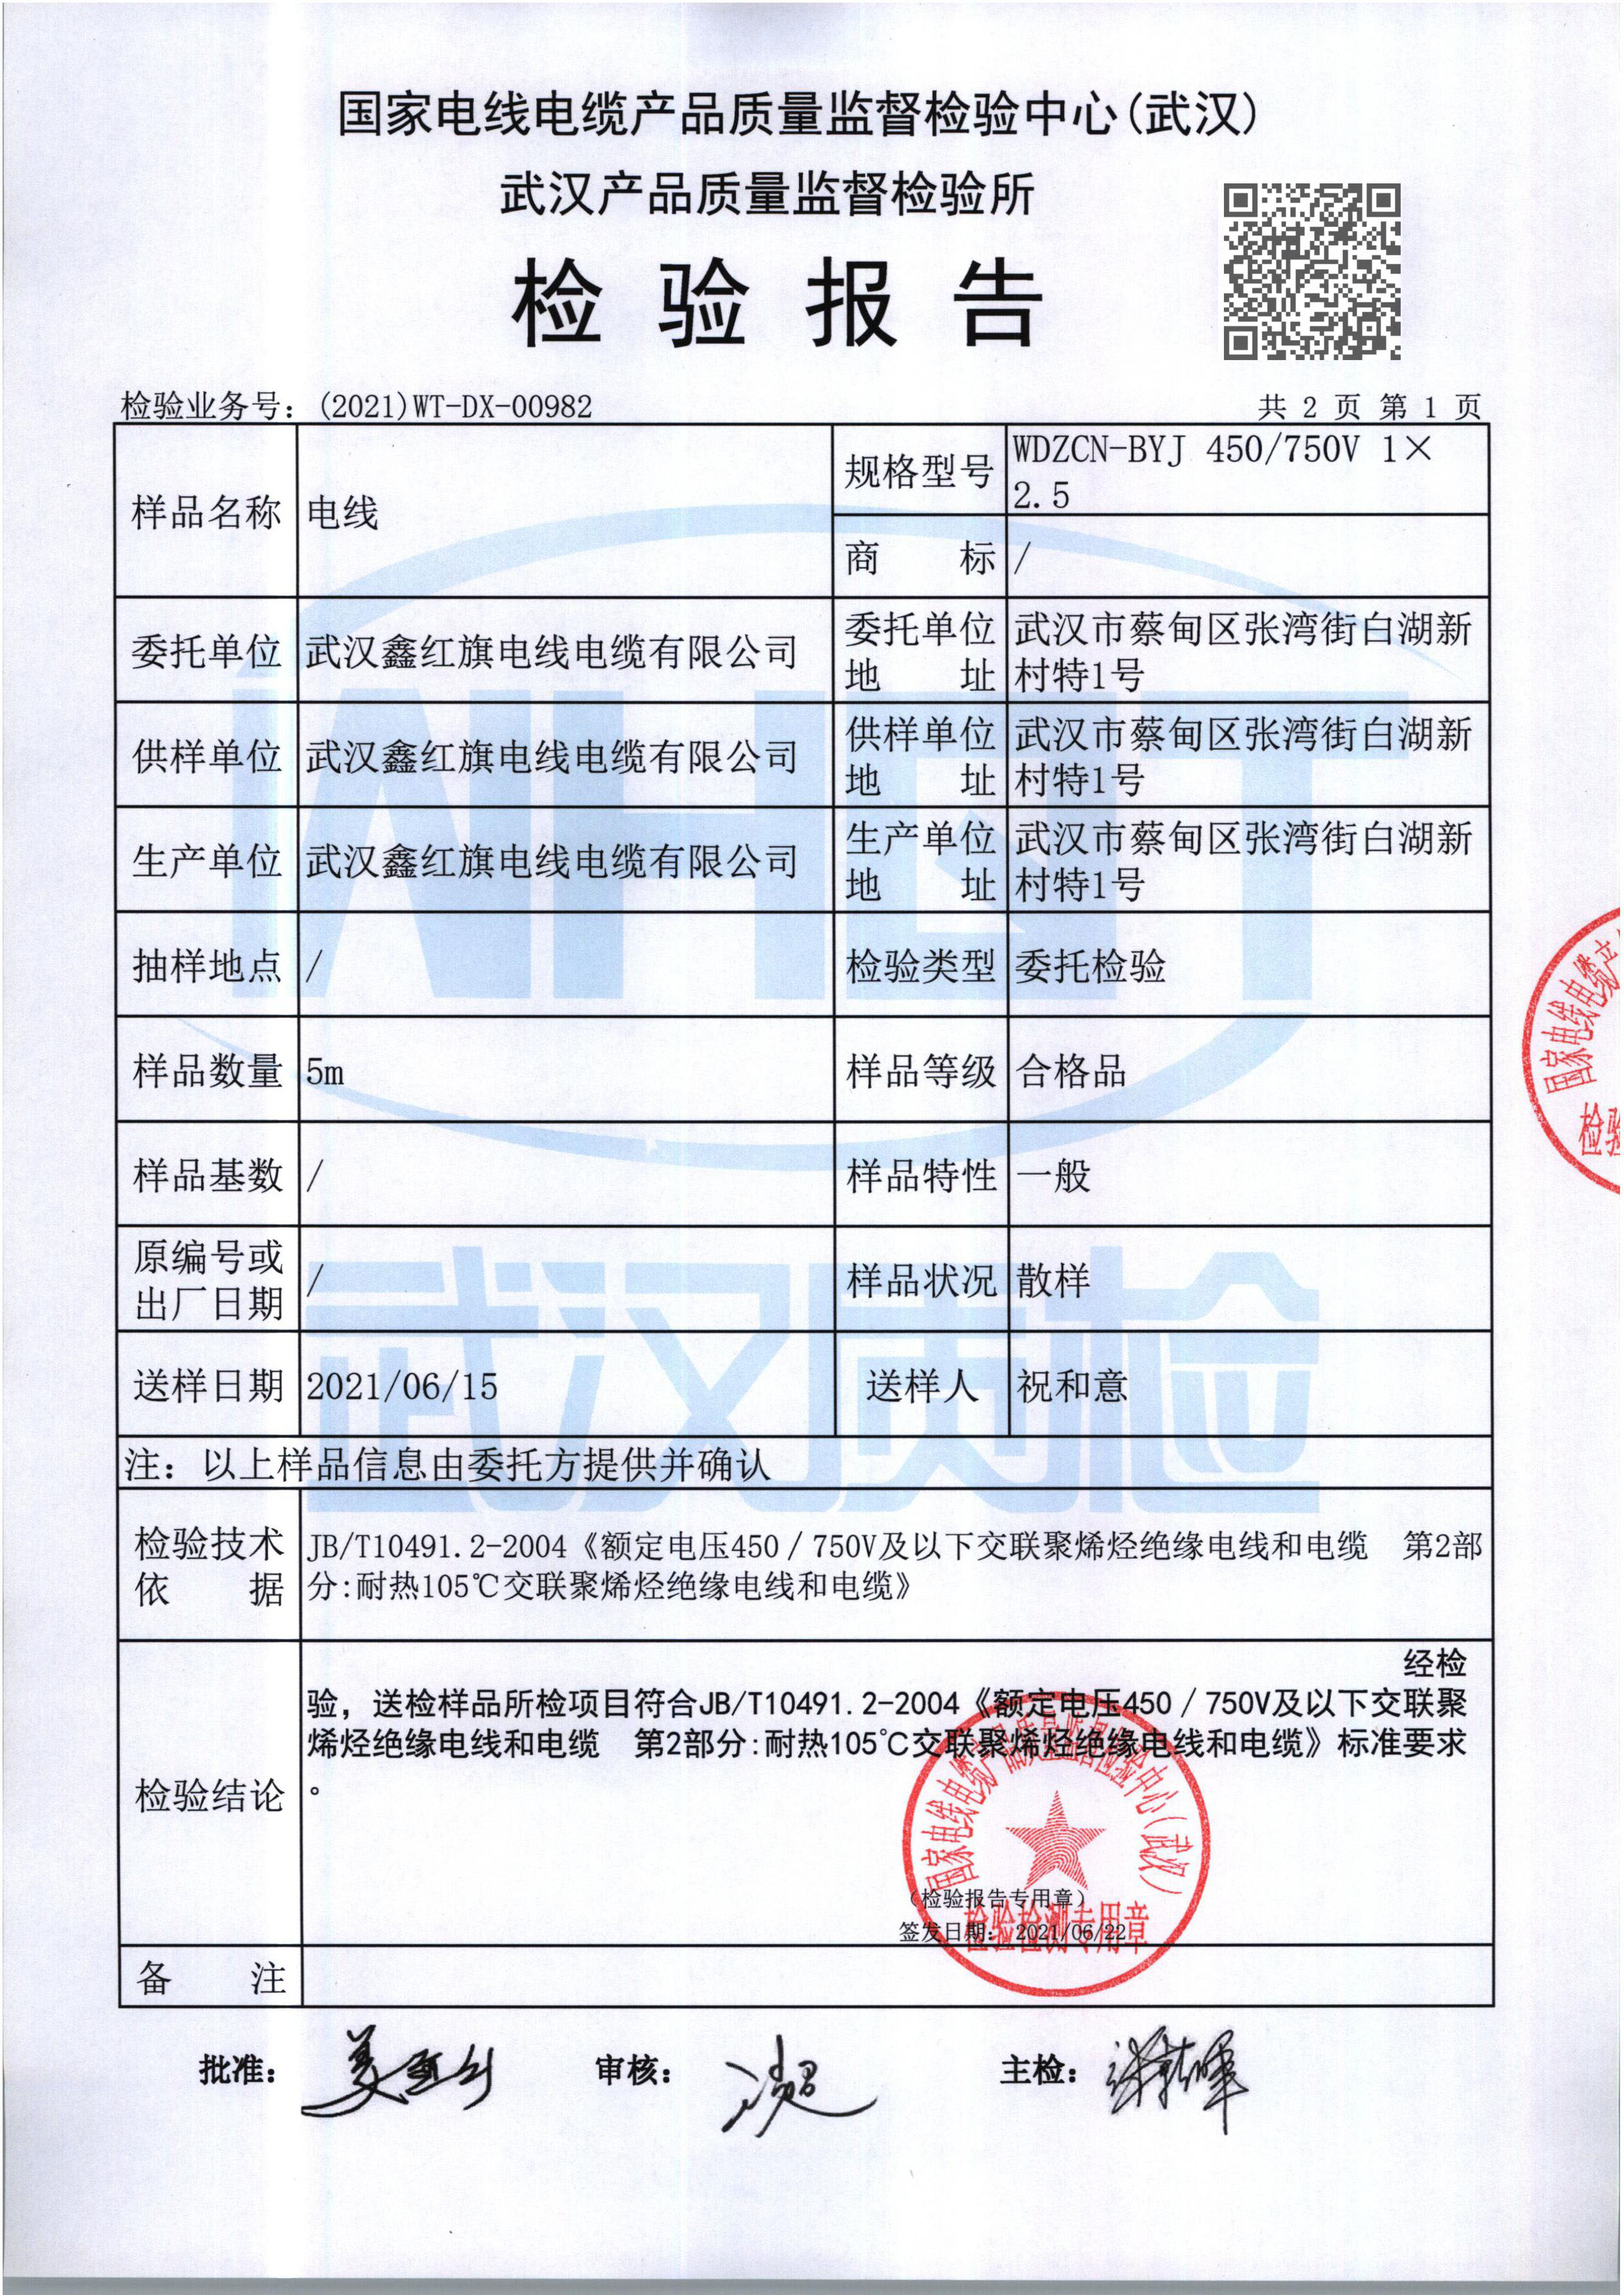 国家电线电缆产品质量监督检验中心(武汉)
武汉产品质量监督检验所
检验报告
检验业务号：(2021)WT-DX-00982
共 2 页 第 1 页
样品名称
电线
规格型号
WDZCN-BYJ 450/750V 1×
2.5
商 标
/
委托单位
武汉鑫红旗电线电缆有限公司
委托单位
地 址
武汉市蔡甸区张湾街白湖新
村特1号
供样单位
武汉鑫红旗电线电缆有限公司
供样单位
地 址
武汉市蔡甸区张湾街白湖新
村特1号
生产单位
武汉鑫红旗电线电缆有限公司
生产单位
地 址
武汉市蔡甸区张湾街白湖新
村特1号
抽样地点
/
检验类型
委托检验
样品数量
5m
样品等级
合格品
样品基数
/
样品特性
一般
原编号或
出厂日期
/
样品状况
散样
送样日期
2021/06/15
送样人
祝和意
注：以上样品信息由委托方提供并确认
检验技术
依 据
JB/T10491.2-2004《额定电压450／750V及以下交联聚烯烃绝缘电线和电缆　第2部
分:耐热105℃交联聚烯烃绝缘电线和电缆》
检验结论
经检
验，送检样品所检项目符合JB/T10491.2-2004《额定电压450／750V及以下交联聚
烯烃绝缘电线和电缆　第2部分:耐热105℃交联聚烯烃绝缘电线和电缆》标准要求
。
国家电线电缆产品质量监督检验中心(武汉)
（检验报告专用章）
检验检测专用章
签发日期： 2021/06/22
备 注
批准：
审核：
主检：
国家电线电缆产
检验
WHQT
武汉质检